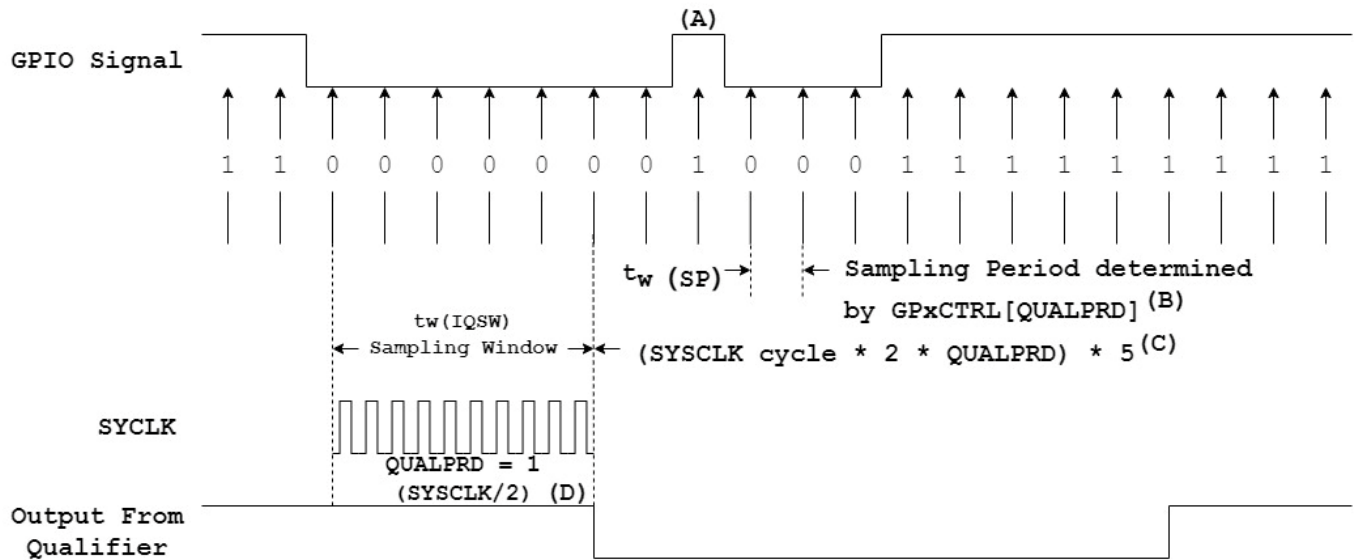 (A)
GPIO Signal
1 1 0 0 0 0 0 0 0 1 0 0 0 1 1 1 1 1 1 1 1 1
tw (SP)
Sampling Period determined
by GPxCTRL[QUALPRD] (B)
tw(IQSW)
Sampling Window
(SYSCLK cycle * 2 * QUALPRD) * 5 (C)
SYCLK
QUALPRD = 1
(SYSCLK/2) (D)
Output From
Qualifier